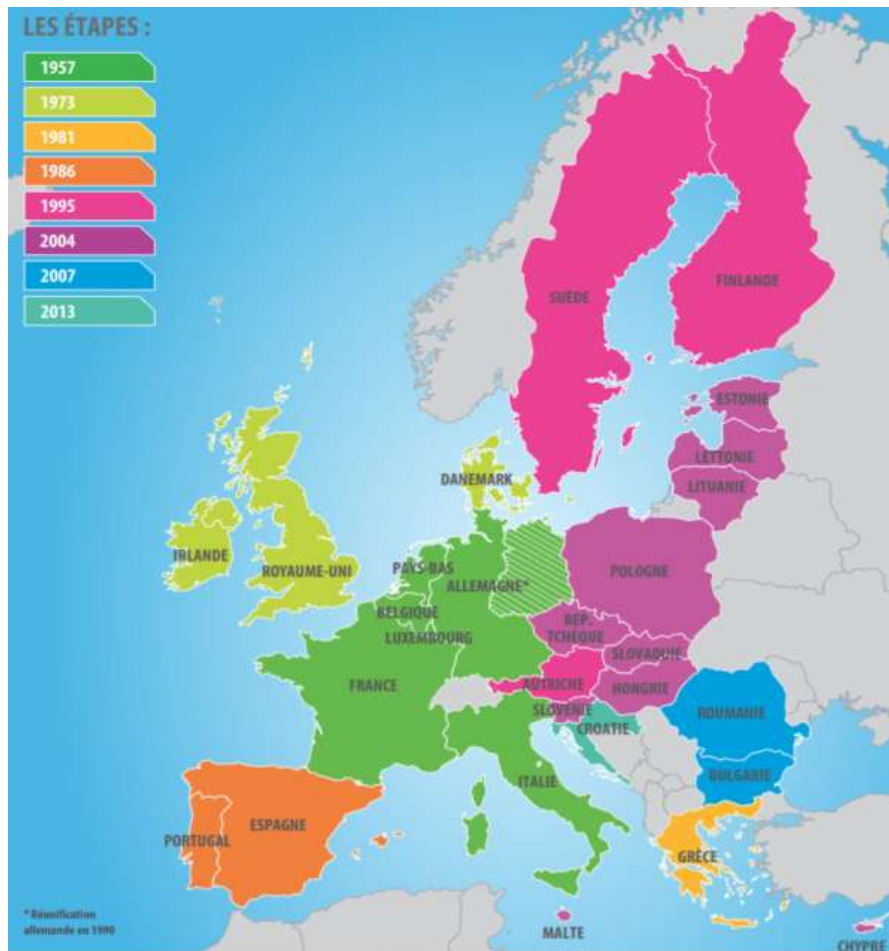 LES ÉTAPES :
1957
1973
1981
1986
1995
2004
2007
2013
SUÈDE
FINLANDE
ESTONIE
LETTONIE
LITUANIE
DANEMARK
IRLANDE
ROYAUME-UNI
PAYS-BAS
ALLEMAGNE*
POLOGNE
BELGIQUE
LUXEMBOURG
RÉP.
TCHÈQUE
SLOVAQUIE
FRANCE
AUTRICHE
HONGRIE
SLOVÉNIE
CROATIE
ROUMANIE
ITALIE
BULGARIE
PORTUGAL
ESPAGNE
GRÈCE
* Réunification
allemande en 1990
MALTE
CHYPRE